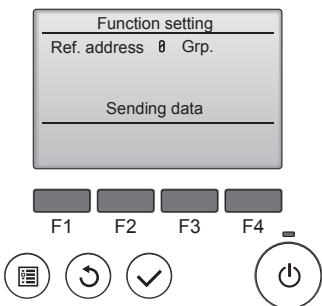 Function setting
Ref. address 0 Grp.
Sending data
F1 F2 F3 F4